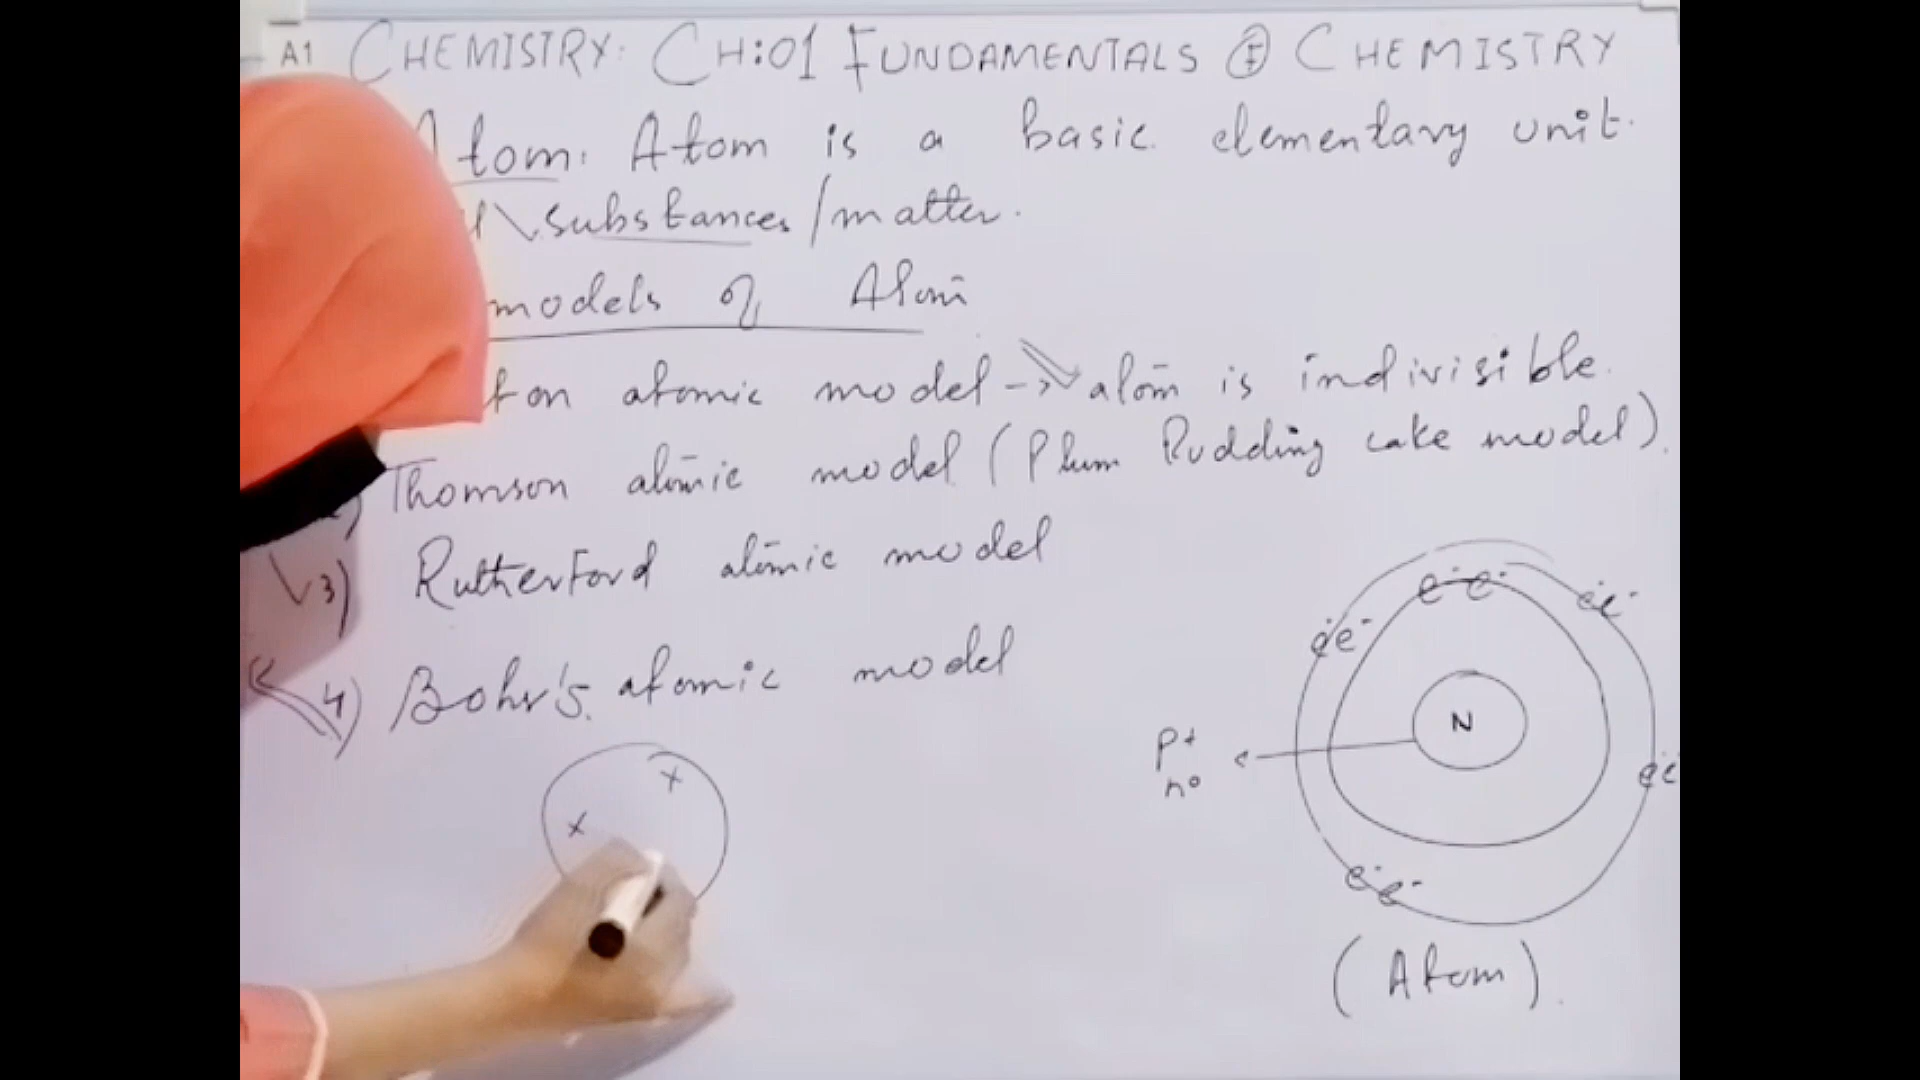 A1 CHEMISTRY: CH:01 FUNDAMENTALS OF CHEMISTRY
Atom: Atom is a basic elementary unit.
substances/matter.
models of Atom
ton atomic model -> atom is indivisible.
Thomson atomic model (Plum Pudding cake model).
3) Rutherford atomic model
4) Bohr's atomic model
e- e-
e-
e-
N
P+
n°
e-
e- e-
(Atom).
x
x